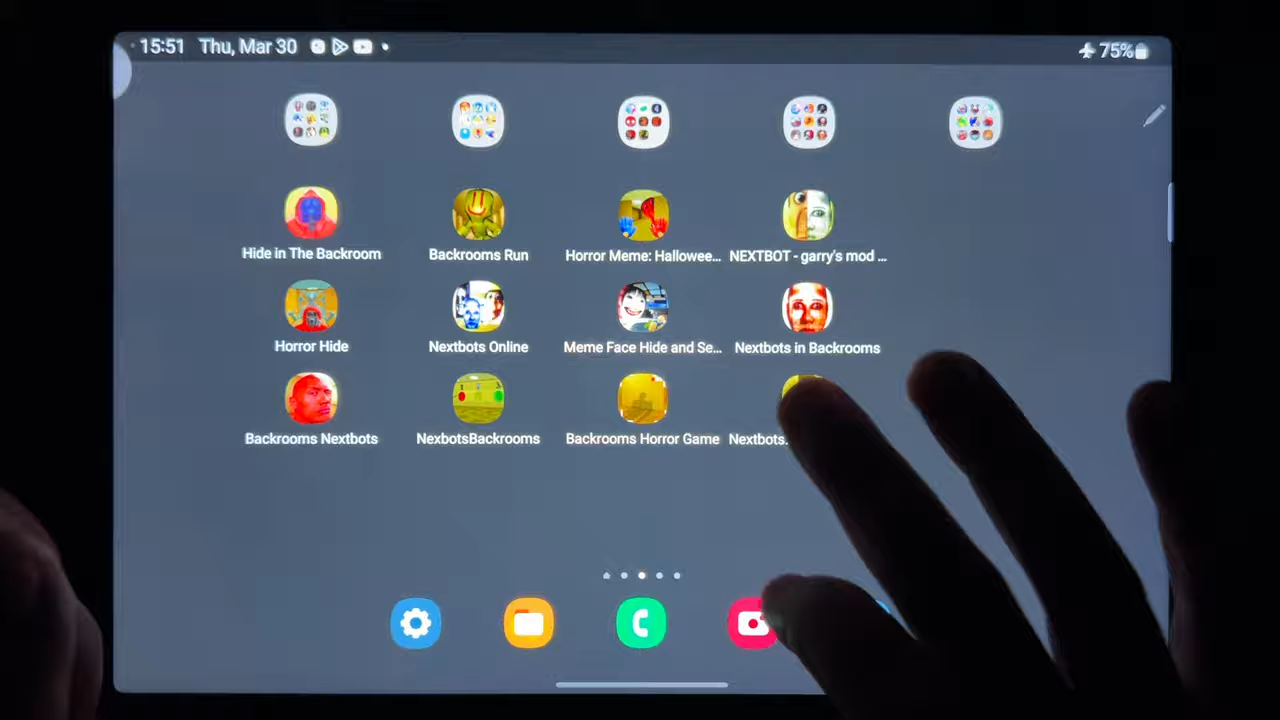 15:51 Thu, Mar 30
75%
Hide in The Backroom
Backrooms Run
Horror Meme: Hallowee...
NEXTBOT - garry's mod ...
Horror Hide
Nextbots Online
Meme Face Hide and Se...
Nextbots in Backrooms
Backrooms Nextbots
NexbotsBackrooms
Backrooms Horror Game
Nextbots.